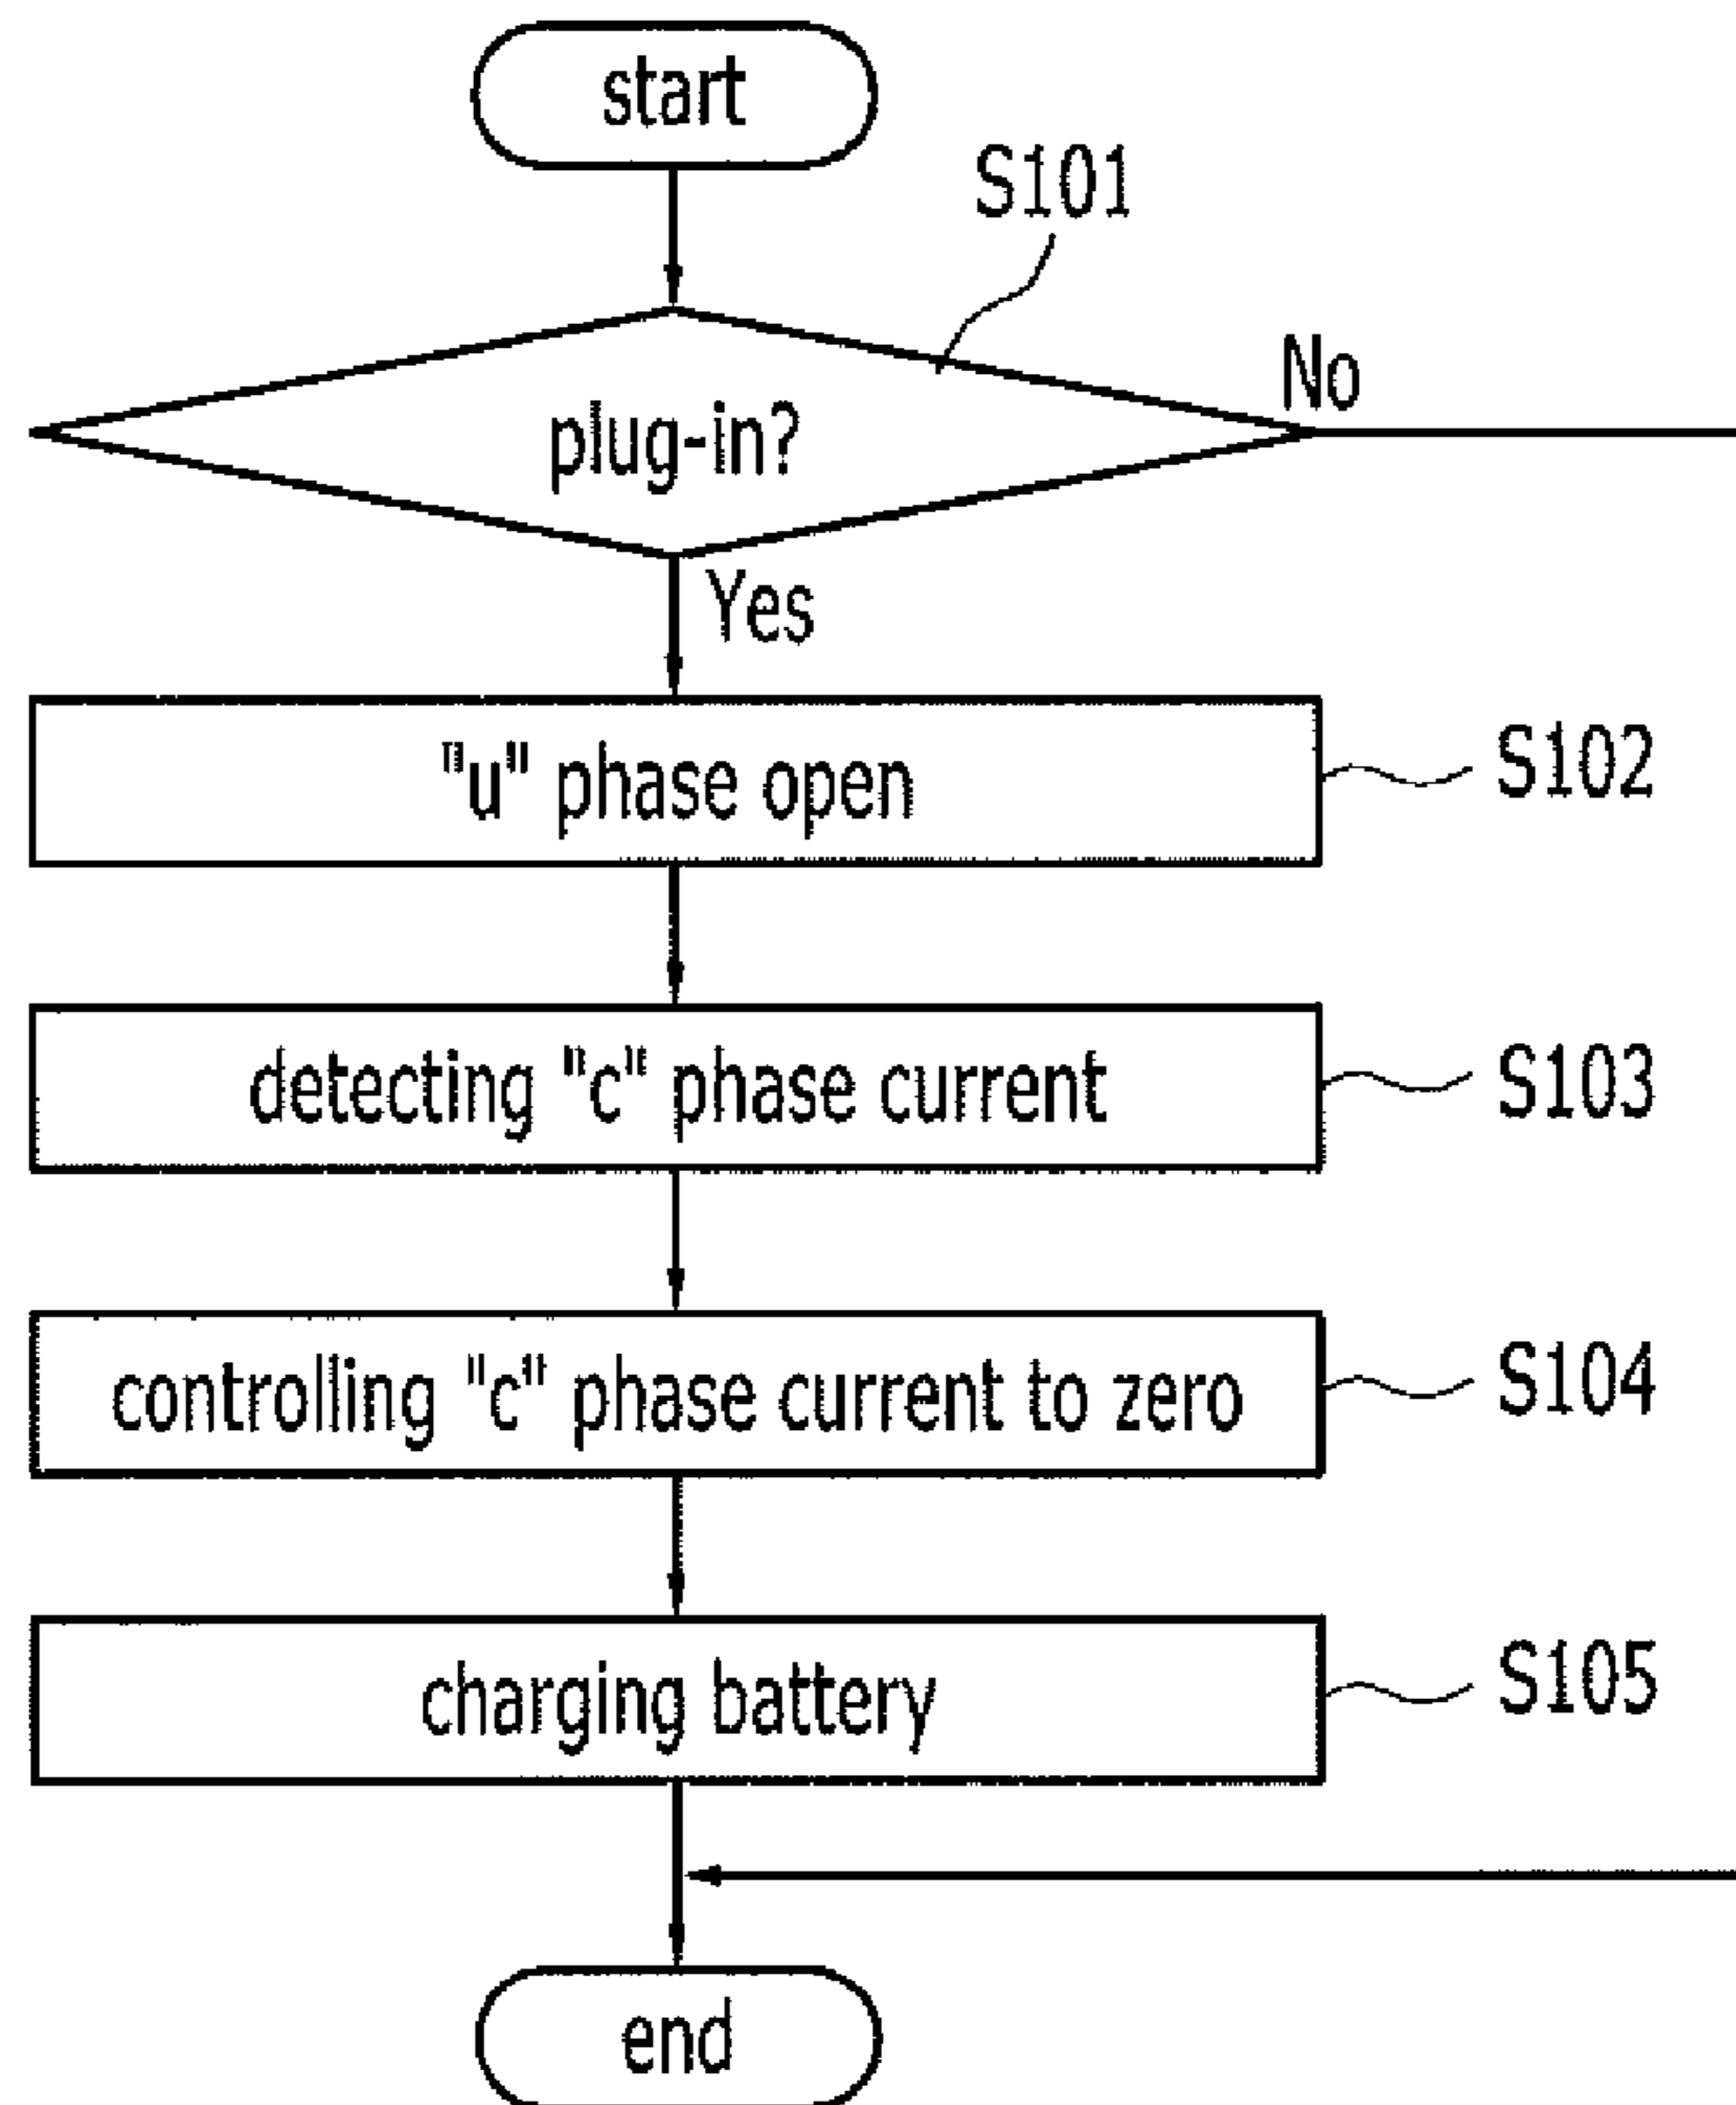 start
S101
plug-in?
No
Yes
"u" phase open
S102
detecting "c" phase current
S103
controlling "c" phase current to zero
S104
charging battery
S105
end